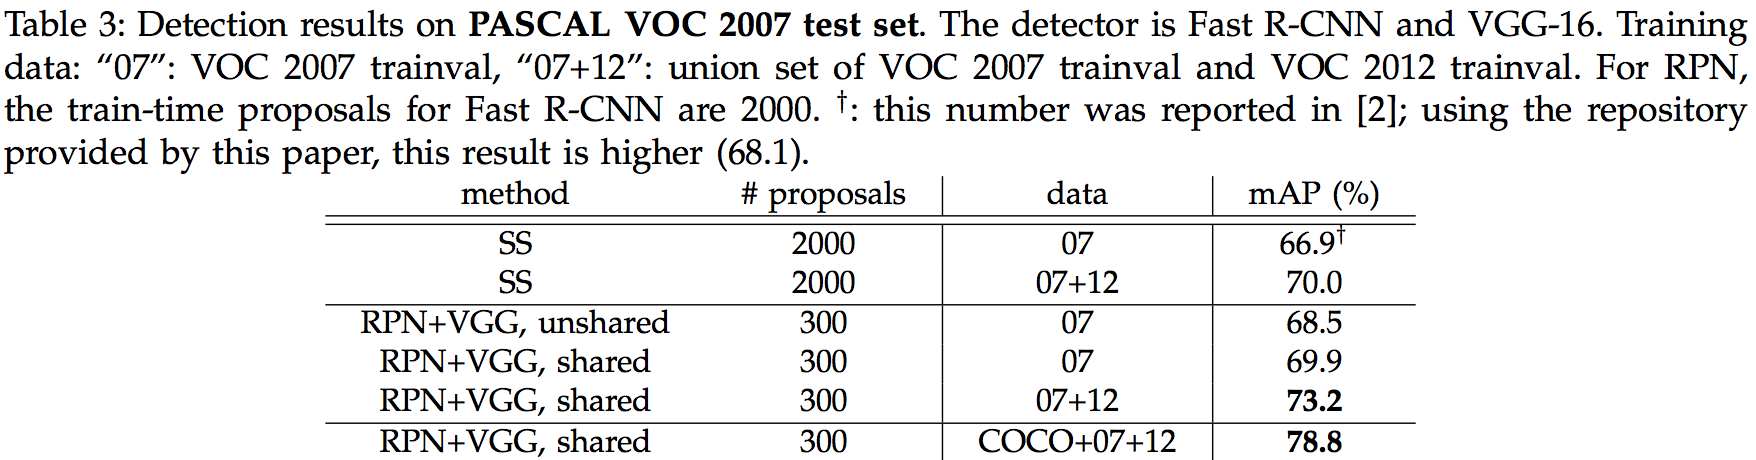 Table 3: Detection results on PASCAL VOC 2007 test set. The detector is Fast R-CNN and VGG-16. Training
data: “07”: VOC 2007 trainval, “07+12”: union set of VOC 2007 trainval and VOC 2012 trainval. For RPN,
the train-time proposals for Fast R-CNN are 2000. †: this number was reported in [2]; using the repository
provided by this paper, this result is higher (68.1).
method # proposals data mAP (%)
SS 2000 07 66.9†
SS 2000 07+12 70.0
RPN+VGG, unshared 300 07 68.5
RPN+VGG, shared 300 07 69.9
RPN+VGG, shared 300 07+12 73.2
RPN+VGG, shared 300 COCO+07+12 78.8